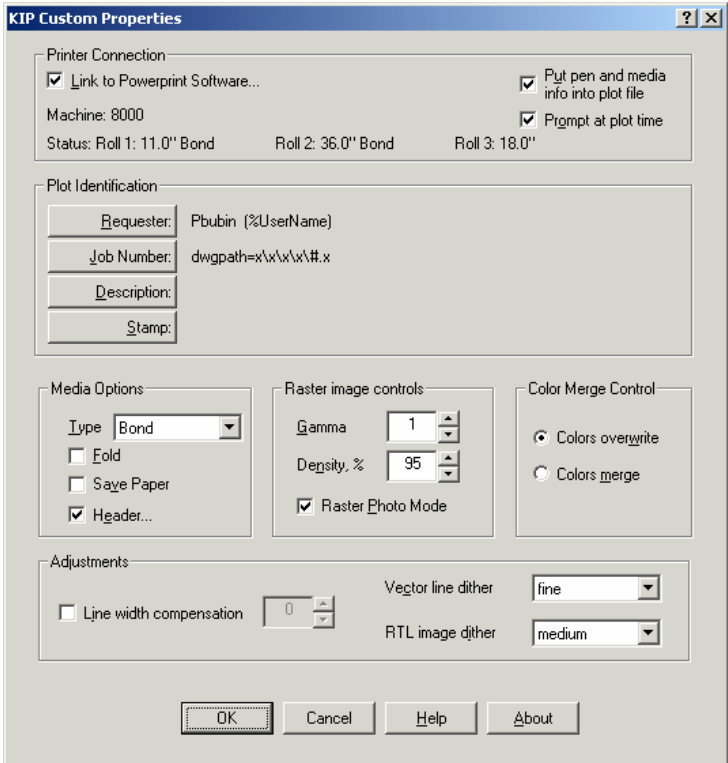 KIP Custom Properties
Printer Connection
Link to Powerprint Software...
Put pen and media
info into plot file
Machine: 8000
Prompt at plot time
Status: Roll 1: 11.0" Bond Roll 2: 36.0" Bond Roll 3: 18.0"
Plot Identification
Requester: Pbubin (%UserName)
Job Number: dwgpath=x\x\x\x\#.x
Description:
Stamp:
Media Options
Type Bond
Fold
Save Paper
Header...
Raster image controls
Gamma 1
Density, % 95
Raster Photo Mode
Color Merge Control
Colors overwrite
Colors merge
Adjustments
Line width compensation 0
Vector line dither fine
RTL image dither medium
OK Cancel Help About